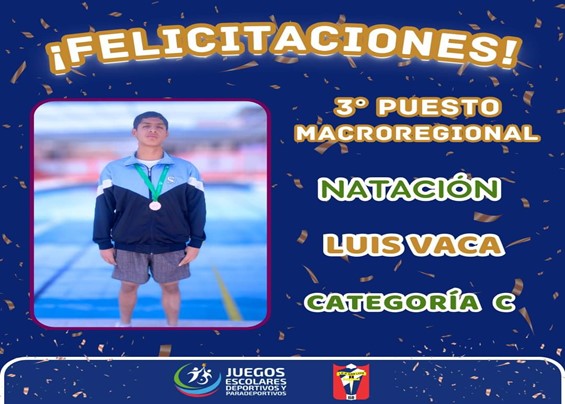 ¡FELICITACIONES!
3° PUESTO
MACROREGIONAL
NATACIÓN
LUIS VACA
CATEGORÍA C
JUEGOS
ESCOLARES
DEPORTIVOS Y
PARADEPORTIVOS